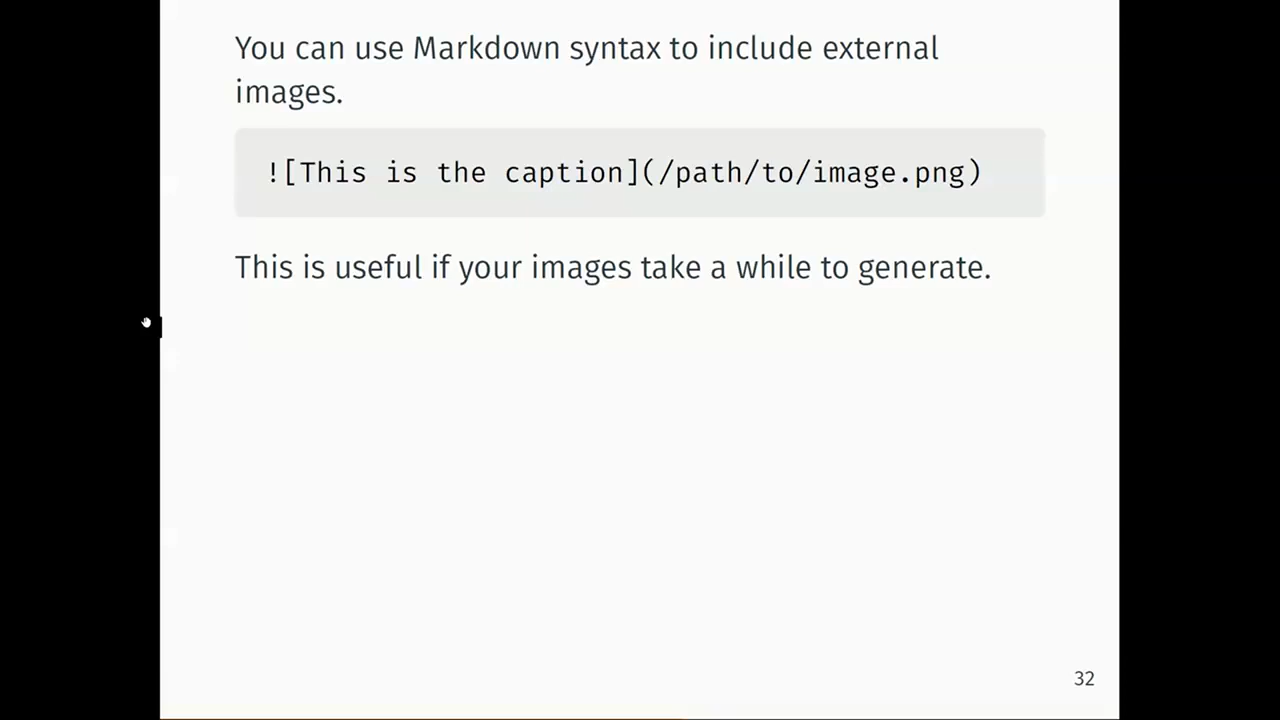 You can use Markdown syntax to include external
images.
![This is the caption](/path/to/image.png)
This is useful if your images take a while to generate.
32